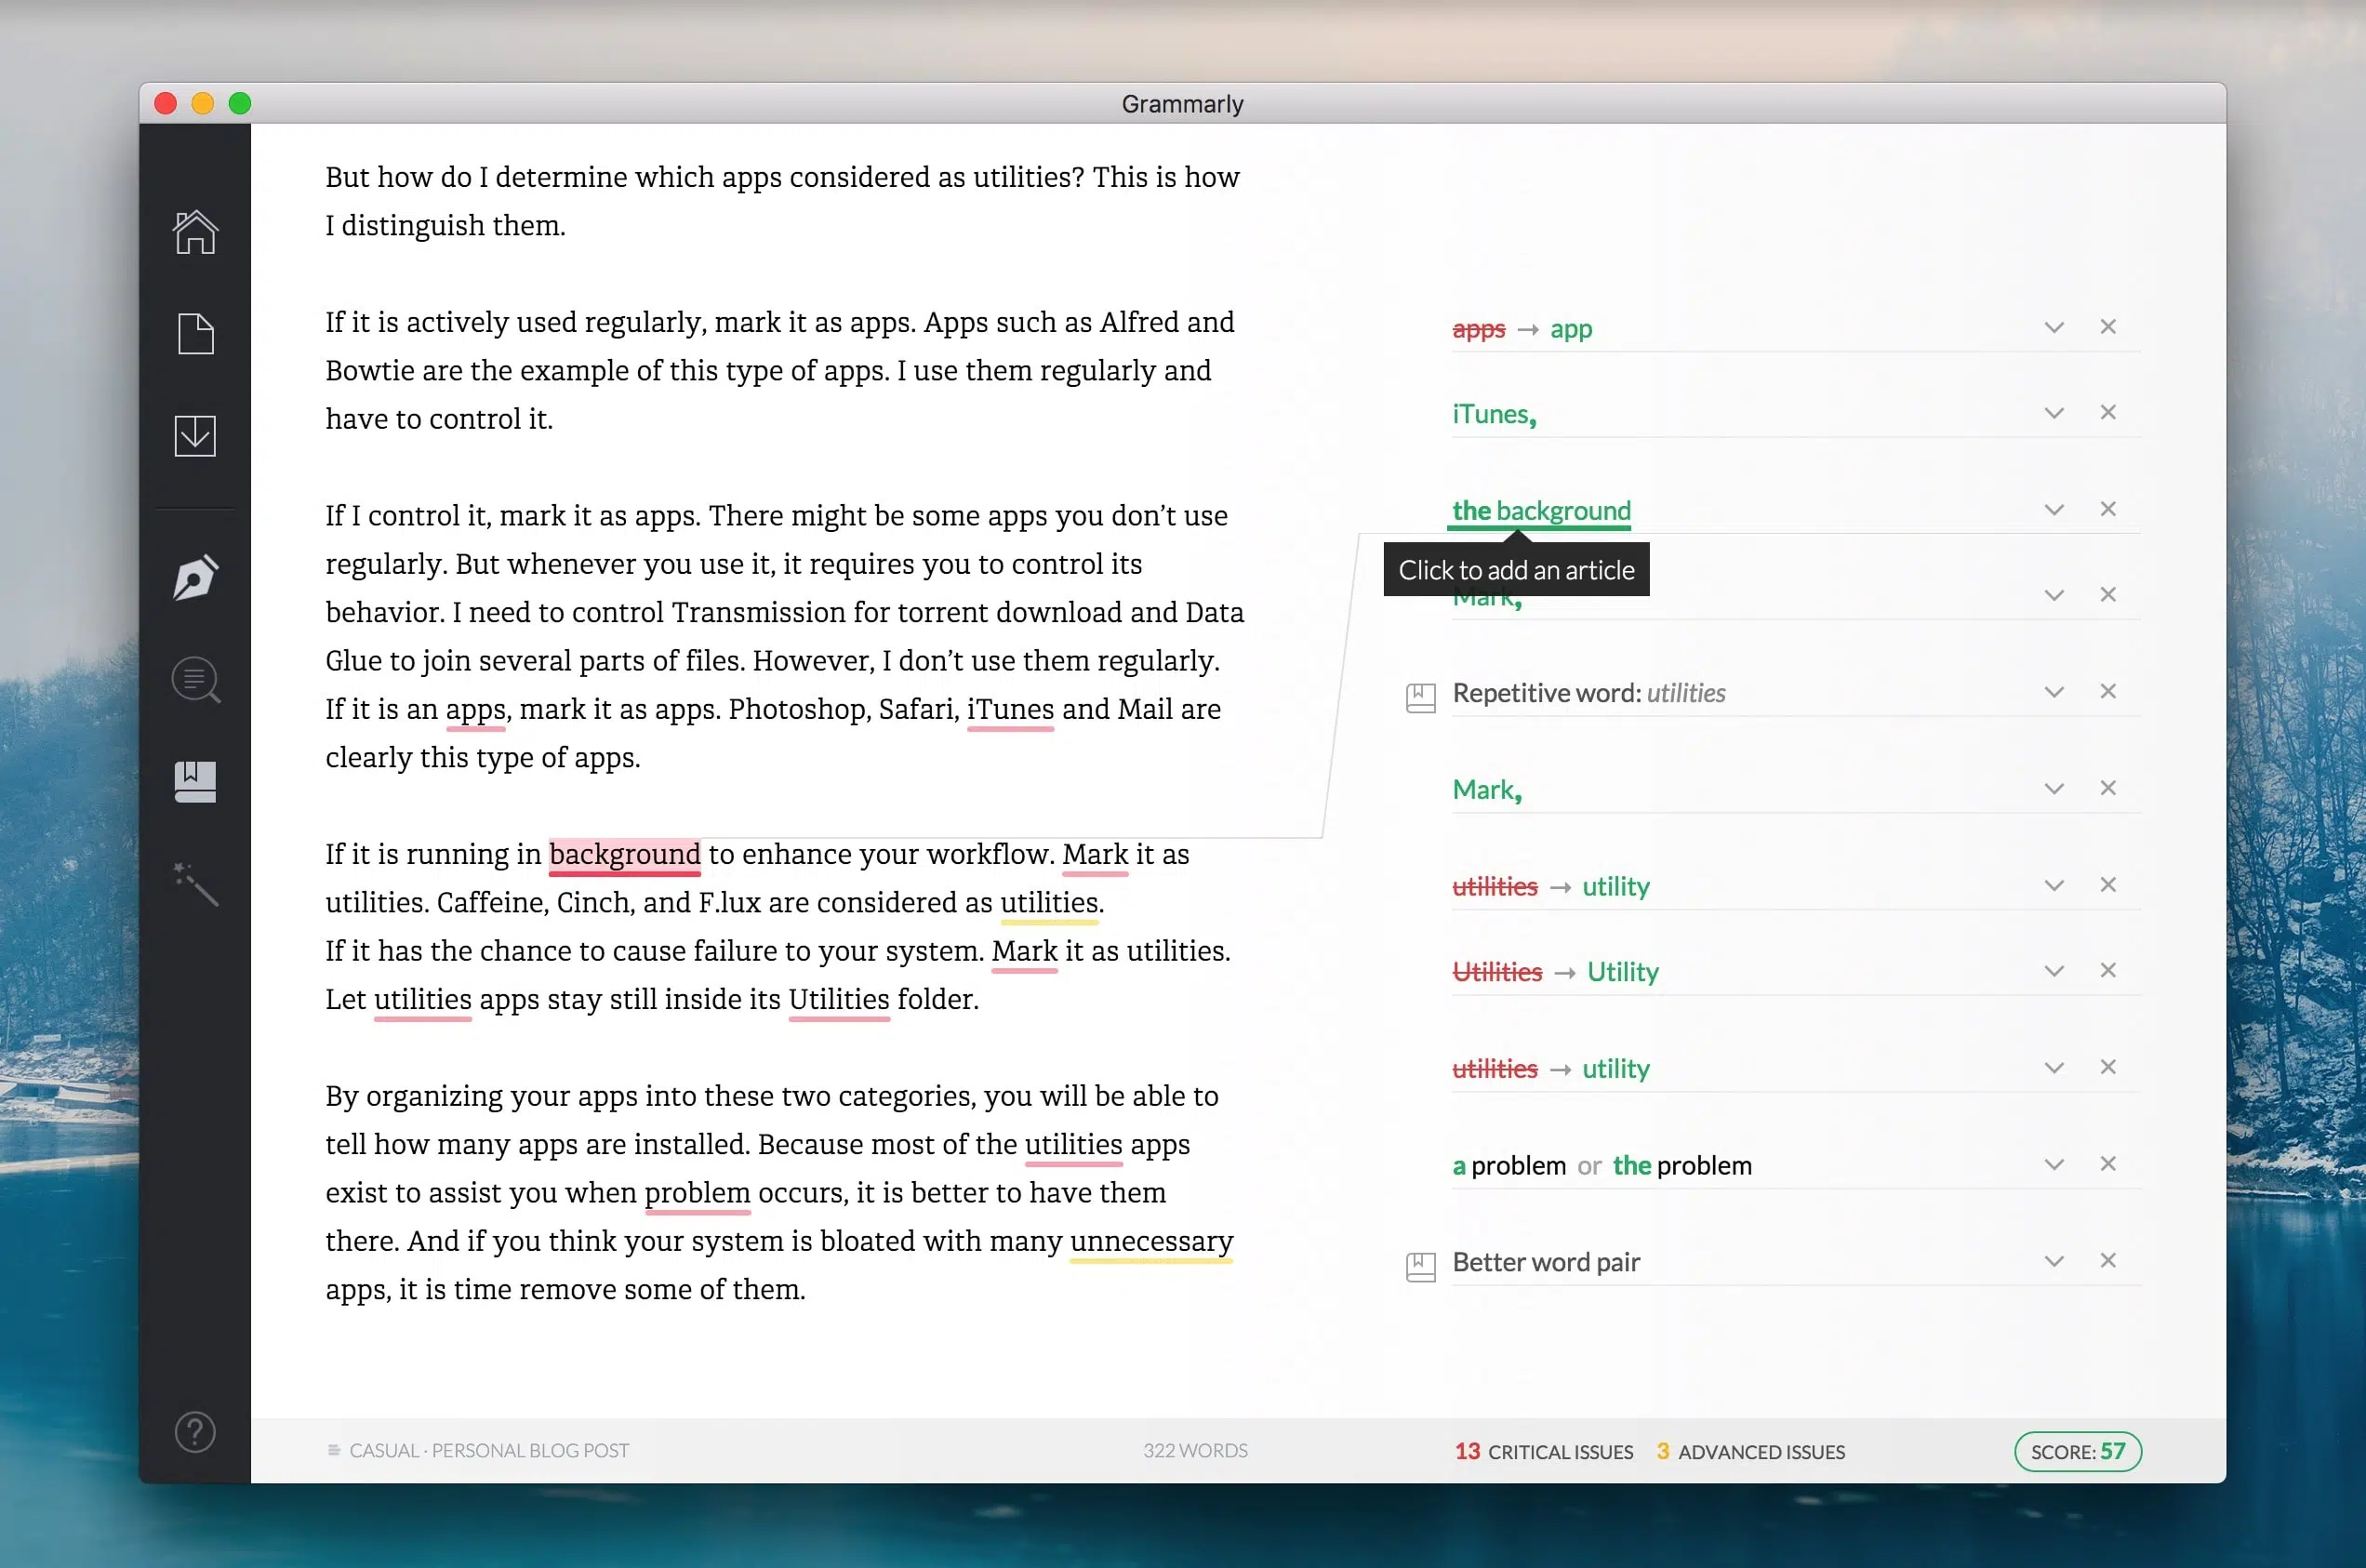 Grammarly
But how do I determine which apps considered as utilities? This is how
I distinguish them.
If it is actively used regularly, mark it as apps. Apps such as Alfred and
Bowtie are the example of this type of apps. I use them regularly and
have to control it.
If I control it, mark it as apps. There might be some apps you don’t use
regularly. But whenever you use it, it requires you to control its
behavior. I need to control Transmission for torrent download and Data
Glue to join several parts of files. However, I don’t use them regularly.
If it is an apps, mark it as apps. Photoshop, Safari, iTunes and Mail are
clearly this type of apps.
If it is running in background to enhance your workflow. Mark it as
utilities. Caffeine, Cinch, and F.lux are considered as utilities.
If it has the chance to cause failure to your system. Mark it as utilities.
Let utilities apps stay still inside its Utilities folder.
By organizing your apps into these two categories, you will be able to
tell how many apps are installed. Because most of the utilities apps
exist to assist you when problem occurs, it is better to have them
there. And if you think your system is bloated with many unnecessary
apps, it is time remove some of them.
apps → app
iTunes,
the background
Click to add an article
Mark,
Repetitive word: utilities
Mark,
utilities → utility
Utilities → Utility
utilities → utility
a problem or the problem
Better word pair
CASUAL · PERSONAL BLOG POST
322 WORDS
13 CRITICAL ISSUES 3 ADVANCED ISSUES
SCORE: 57